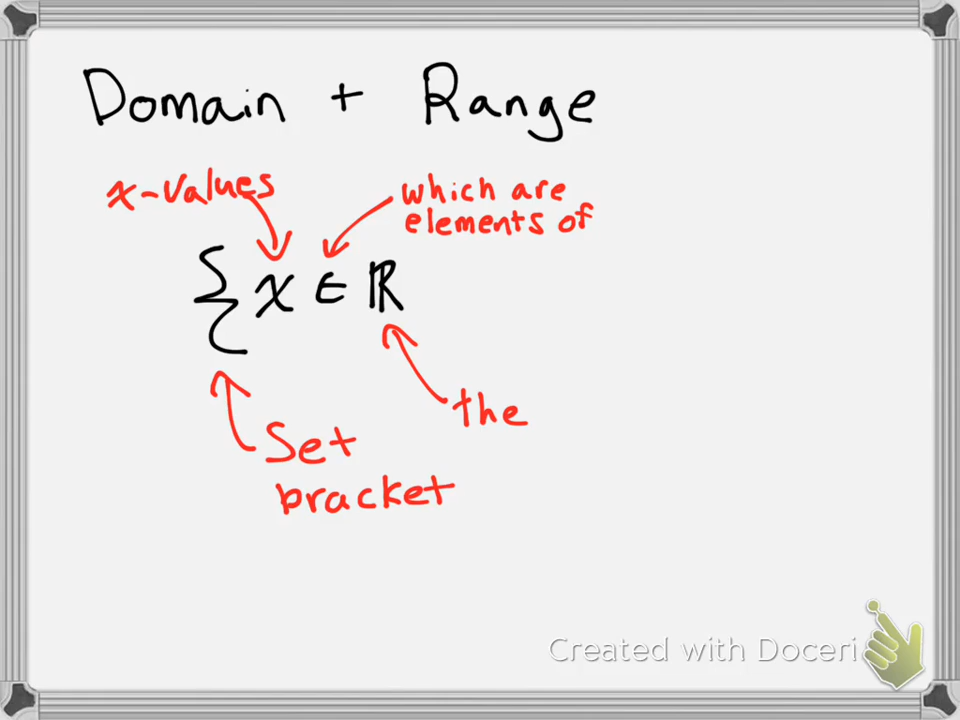 Domain + Range
x-values
which are
elements of
{ x ∈ ℝ
the
Set
bracket
Created with Doceri